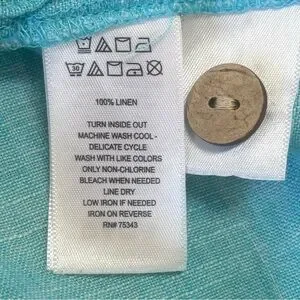 30
100% LINEN
TURN INSIDE OUT
MACHINE WASH COOL -
DELICATE CYCLE
WASH WITH LIKE COLORS
ONLY NON-CHLORINE
BLEACH WHEN NEEDED
LINE DRY
LOW IRON IF NEEDED
IRON ON REVERSE
RN# 75343